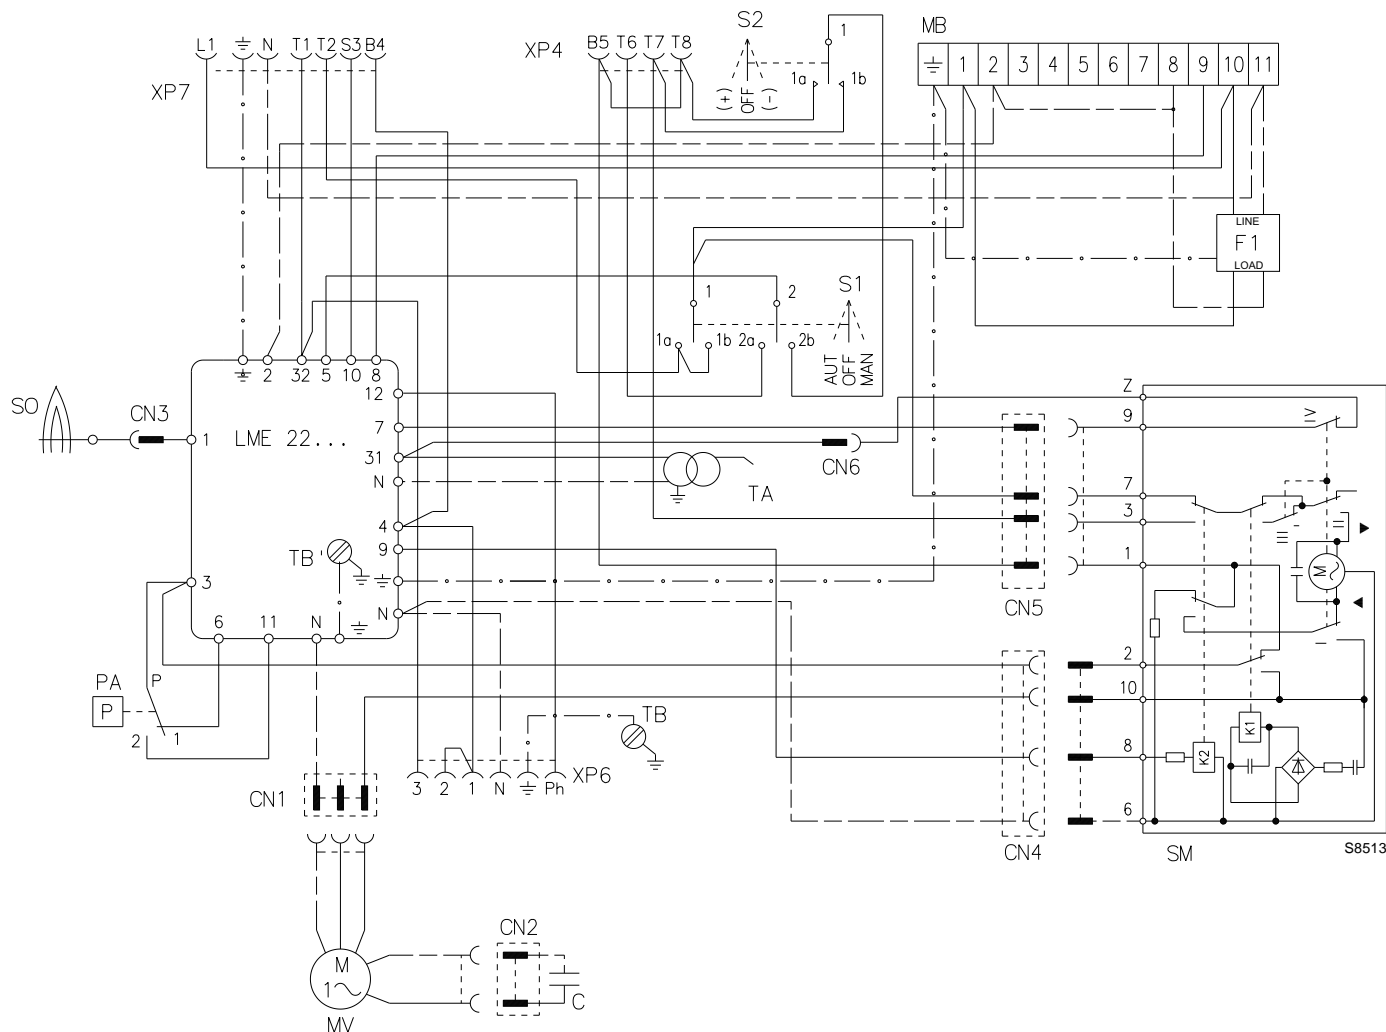 L1 N T1 T2 S3 B4
XP7
XP4
B5 T6 T7 T8
S2
1
1a 1b
(+) OFF (-)
MB
1 2 3 4 5 6 7 8 9 10 11
LINE
F1
LOAD
1 2
S1
1a 1b 2a 2b
AUT OFF MAN
2 32 5 10 8
12
SO
CN3
1
LME 22...
7
31
N
TA
CN6
4
9
TB
3
N
6 11 N
PA
P
P
2 1
CN1
TB
XP6
3 2 1 N Ph
CN5
CN4
Z
9
7
3
1
2
10
8
6
IV
III
II
I
M
K1
K2
SM
S8513
CN2
M
1
C
MV